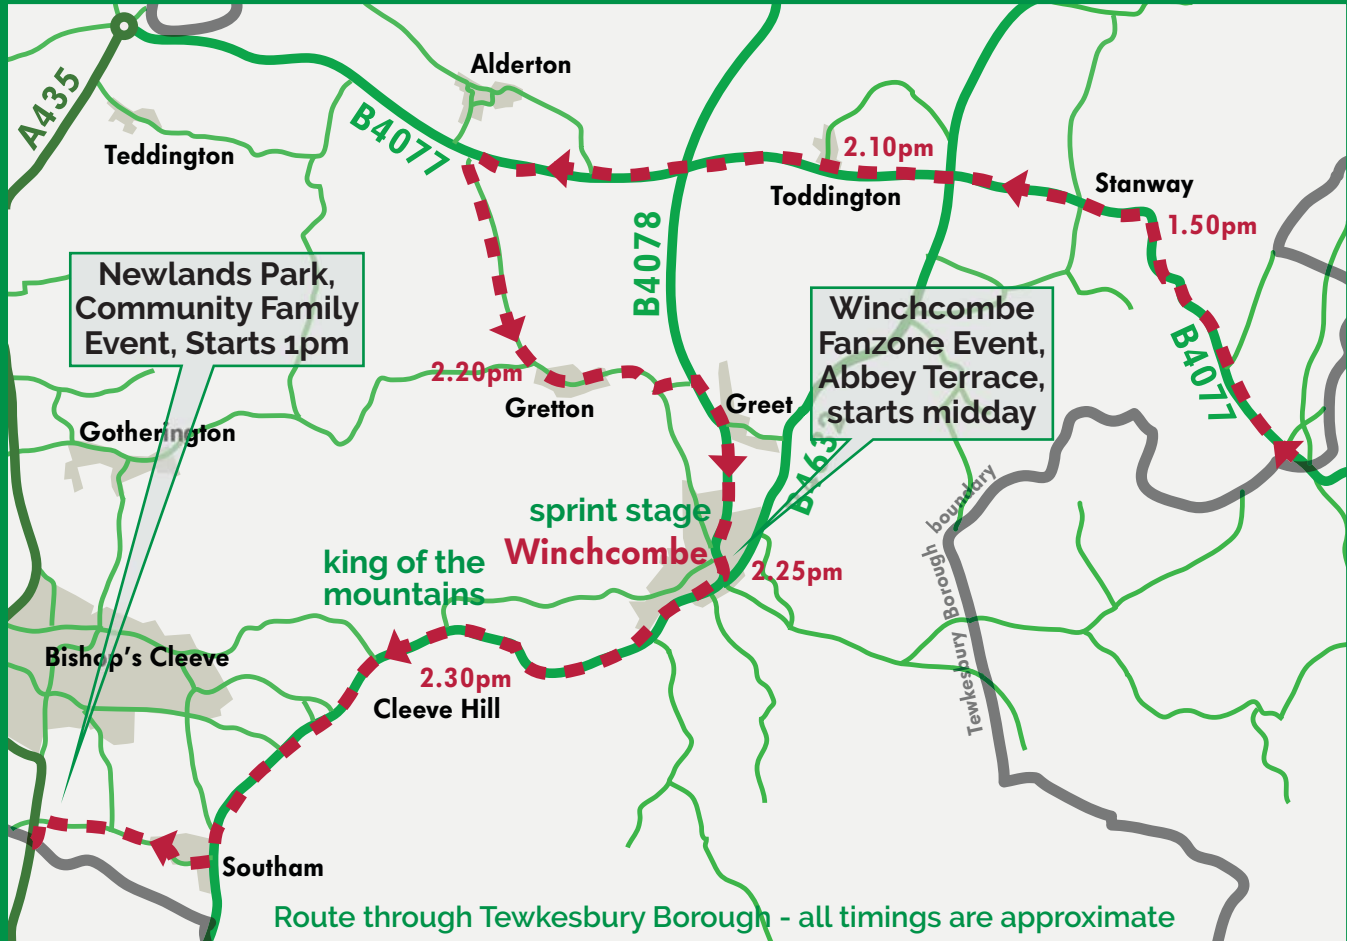 Alderton
A435
B4077
Teddington
2.10pm
Toddington
Stanway
1.50pm
B4078
Newlands Park,
Community Family
Event, Starts 1pm
Winchcombe
Fanzone Event,
Abbey Terrace,
starts midday
B4077
2.20pm
Gretton
Greet
Gotherington
B4632
sprint stage
Winchcombe
2.25pm
Tewkesbury Borough boundary
king of the
mountains
Bishop's Cleeve
2.30pm
Cleeve Hill
Southam
Route through Tewkesbury Borough - all timings are approximate